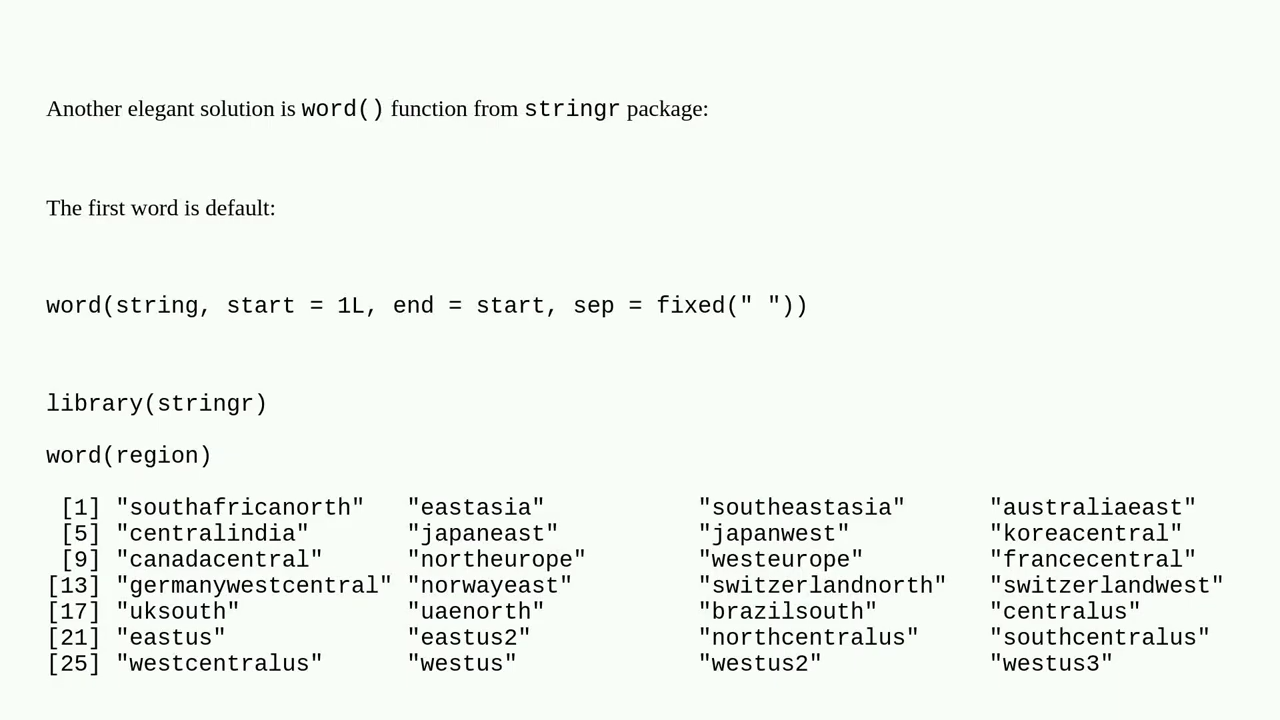 Another elegant solution is word() function from stringr package:
The first word is default:
word(string, start = 1L, end = start, sep = fixed(" "))
library(stringr)
word(region)
 [1] "southafricanorth"   "eastasia"           "southeastasia"      "australiaeast"
 [5] "centralindia"       "japaneast"          "japanwest"          "koreacentral"
 [9] "canadacentral"      "northeurope"        "westeurope"         "francecentral"
[13] "germanywestcentral" "norwayeast"         "switzerlandnorth"   "switzerlandwest"
[17] "uksouth"            "uaenorth"           "brazilsouth"        "centralus"
[21] "eastus"             "eastus2"            "northcentralus"     "southcentralus"
[25] "westcentralus"      "westus"             "westus2"            "westus3"